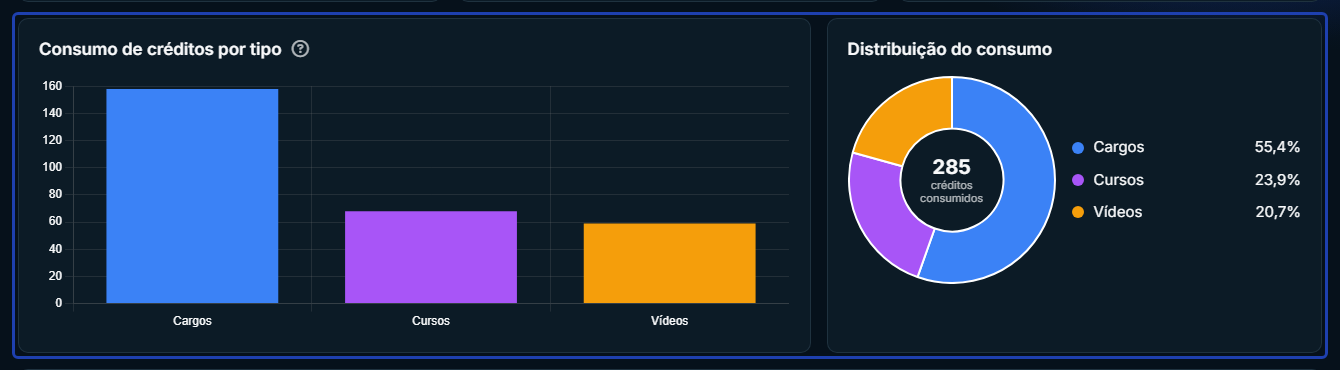 Consumo de créditos por tipo ?
160
140
120
100
80
60
40
20
0
Cargos
Cursos
Vídeos
Distribuição do consumo
285
créditos
consumidos
Cargos 55,4%
Cursos 23,9%
Vídeos 20,7%